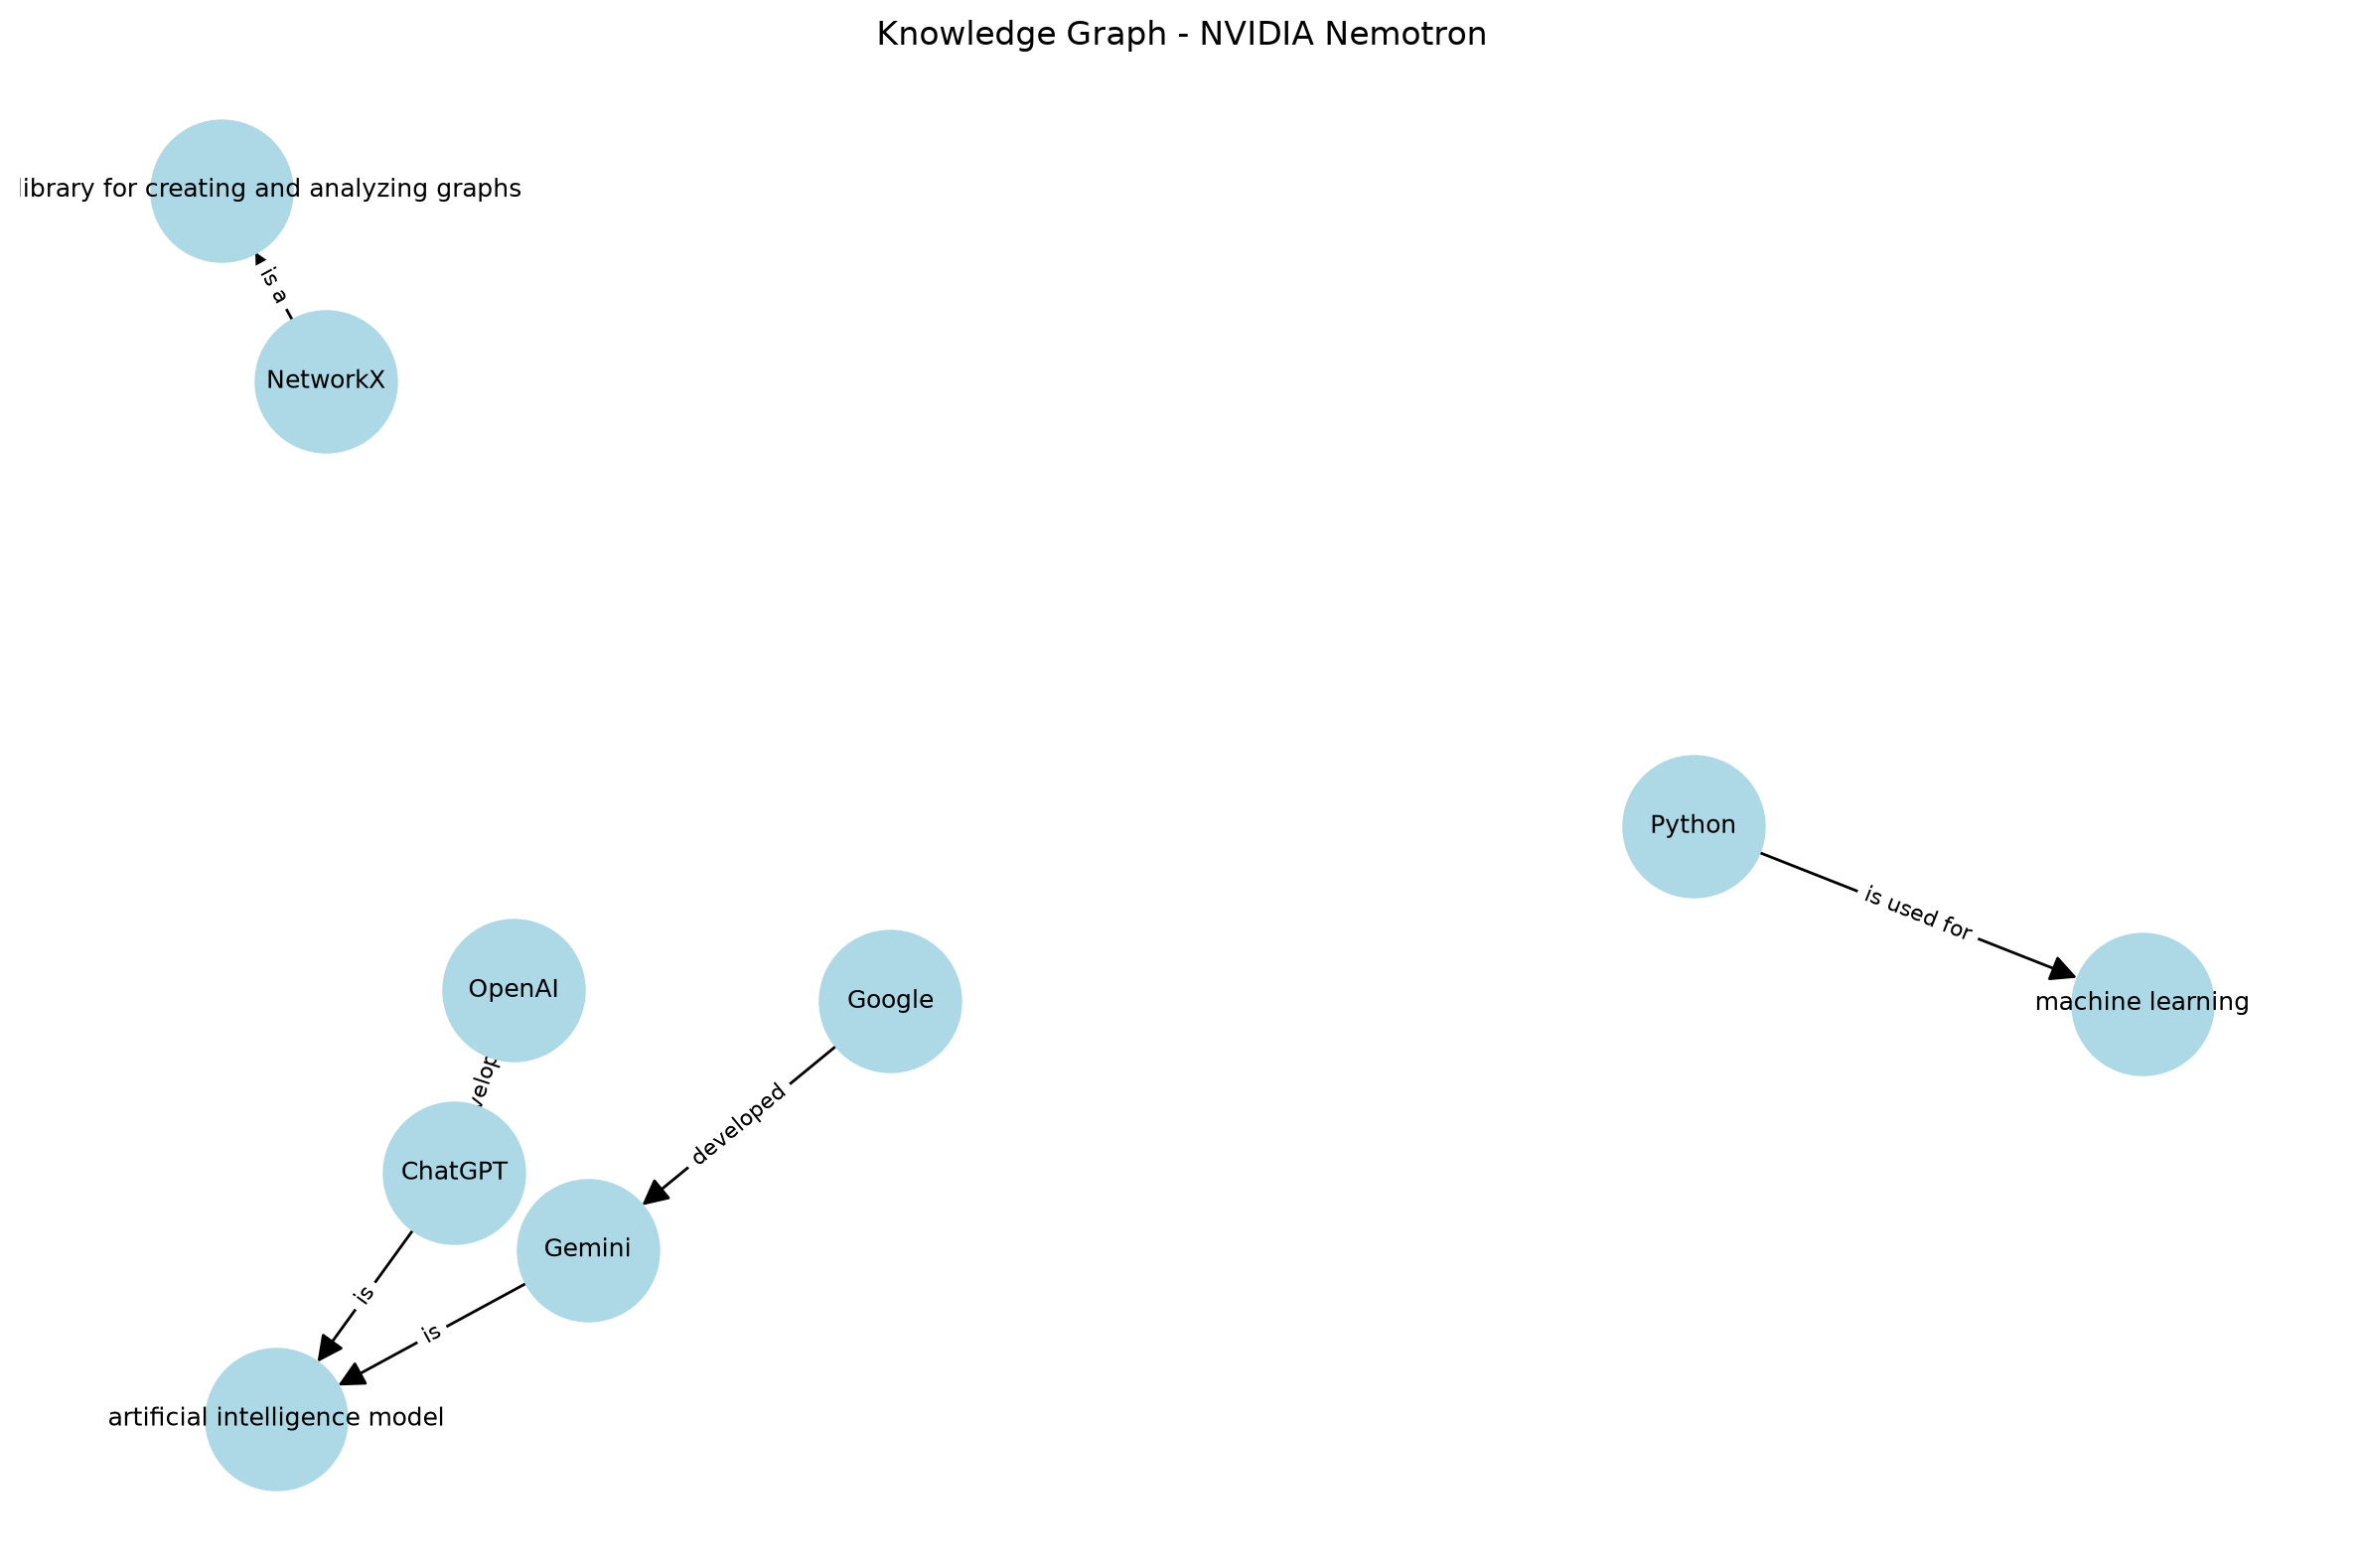 Knowledge Graph - NVIDIA Nemotron
library for creating and analyzing graphs
is a
NetworkX
Python
is used for
machine learning
OpenAI
Google
developed
ChatGPT
Gemini
is
is
artificial intelligence model